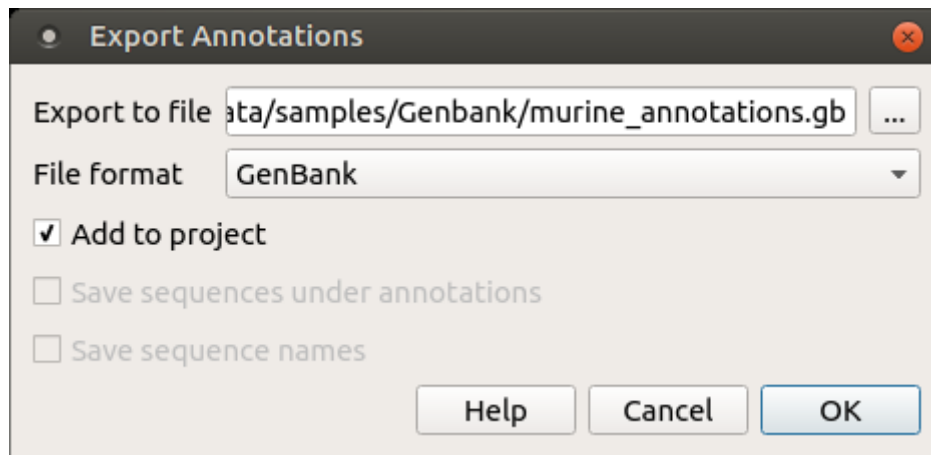 Export Annotations
Export to file ata/samples/Genbank/murine_annotations.gb ...
File format GenBank
Add to project
Save sequences under annotations
Save sequence names
Help Cancel OK